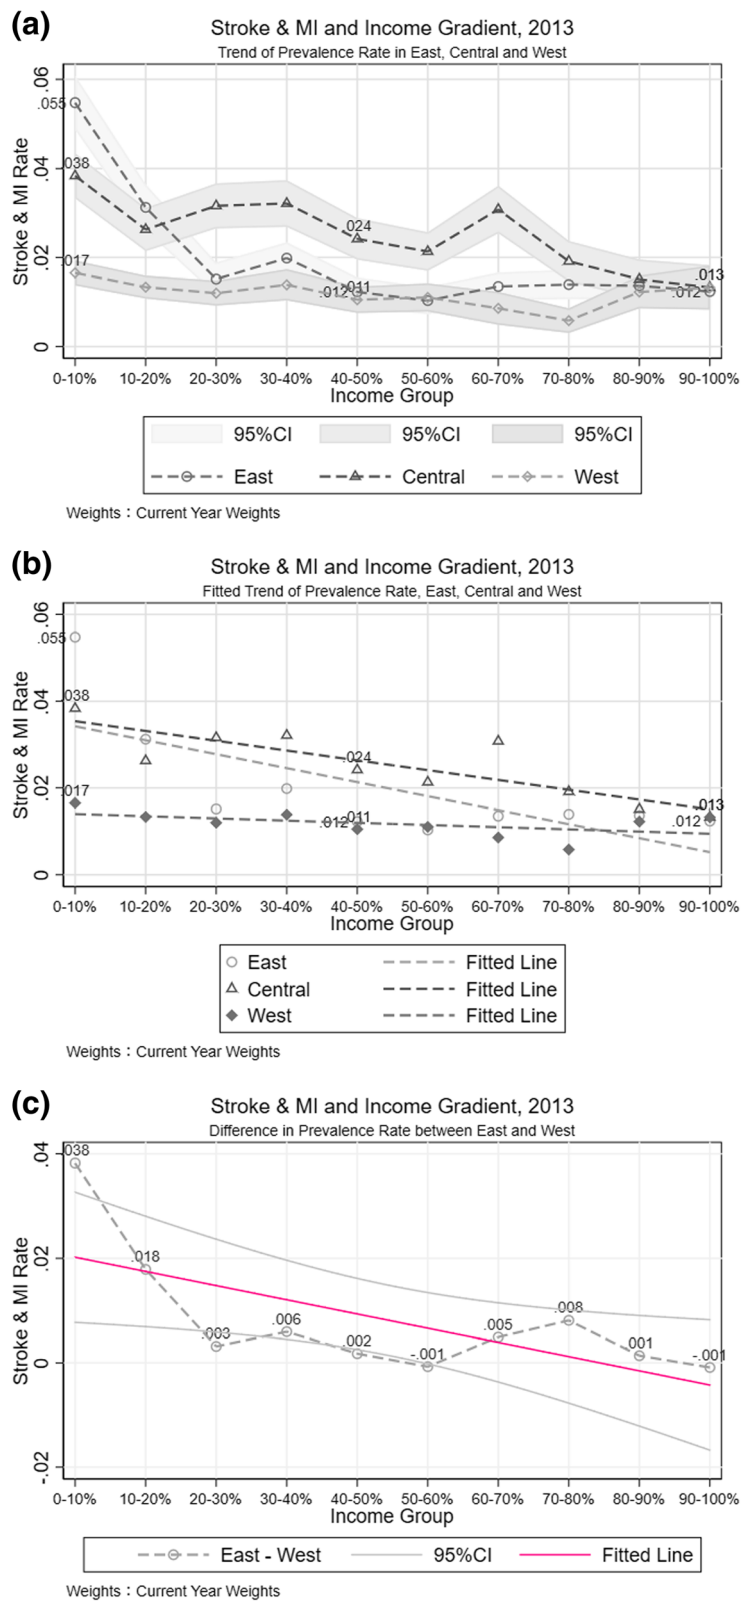 (a)
Stroke & MI and Income Gradient, 2013
Trend of Prevalence Rate in East, Central and West
Stroke & MI Rate
.06
.04
.02
0
.055
.038
.017
.024
.012 .011
.013
.012
0-10% 10-20% 20-30% 30-40% 40-50% 50-60% 60-70% 70-80% 80-90% 90-100%
Income Group
95%CI 95%CI 95%CI
East Central West
Weights : Current Year Weights
(b)
Stroke & MI and Income Gradient, 2013
Fitted Trend of Prevalence Rate, East, Central and West
Stroke & MI Rate
.06
.04
.02
0
.055
.038
.017
.024
.012 .011
.013
.012
0-10% 10-20% 20-30% 30-40% 40-50% 50-60% 60-70% 70-80% 80-90% 90-100%
Income Group
East Fitted Line
Central Fitted Line
West Fitted Line
Weights : Current Year Weights
(c)
Stroke & MI and Income Gradient, 2013
Difference in Prevalence Rate between East and West
Stroke & MI Rate
.04
.02
0
-.02
.038
.018
.003
.006
.002
-.001
.005
.008
.001
-.001
0-10% 10-20% 20-30% 30-40% 40-50% 50-60% 60-70% 70-80% 80-90% 90-100%
Income Group
East - West 95%CI Fitted Line
Weights : Current Year Weights